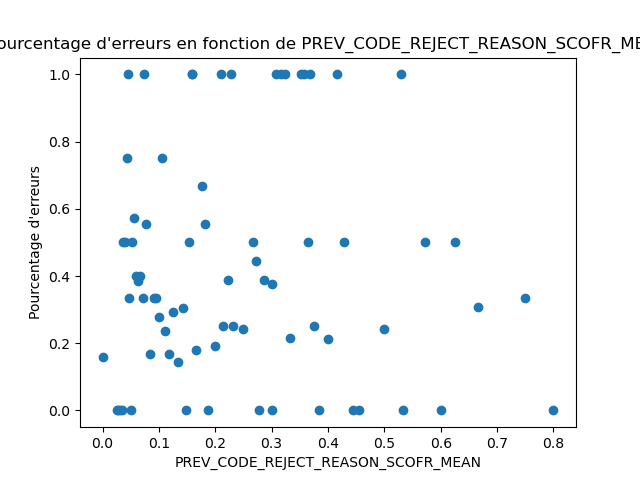 ourcentage d'erreurs en fonction de PREV_CODE_REJECT_REASON_SCOFR_ME
1.0
0.8
0.6
0.4
0.2
0.0
Pourcentage d'erreurs
0.0 0.1 0.2 0.3 0.4 0.5 0.6 0.7 0.8
PREV_CODE_REJECT_REASON_SCOFR_MEAN